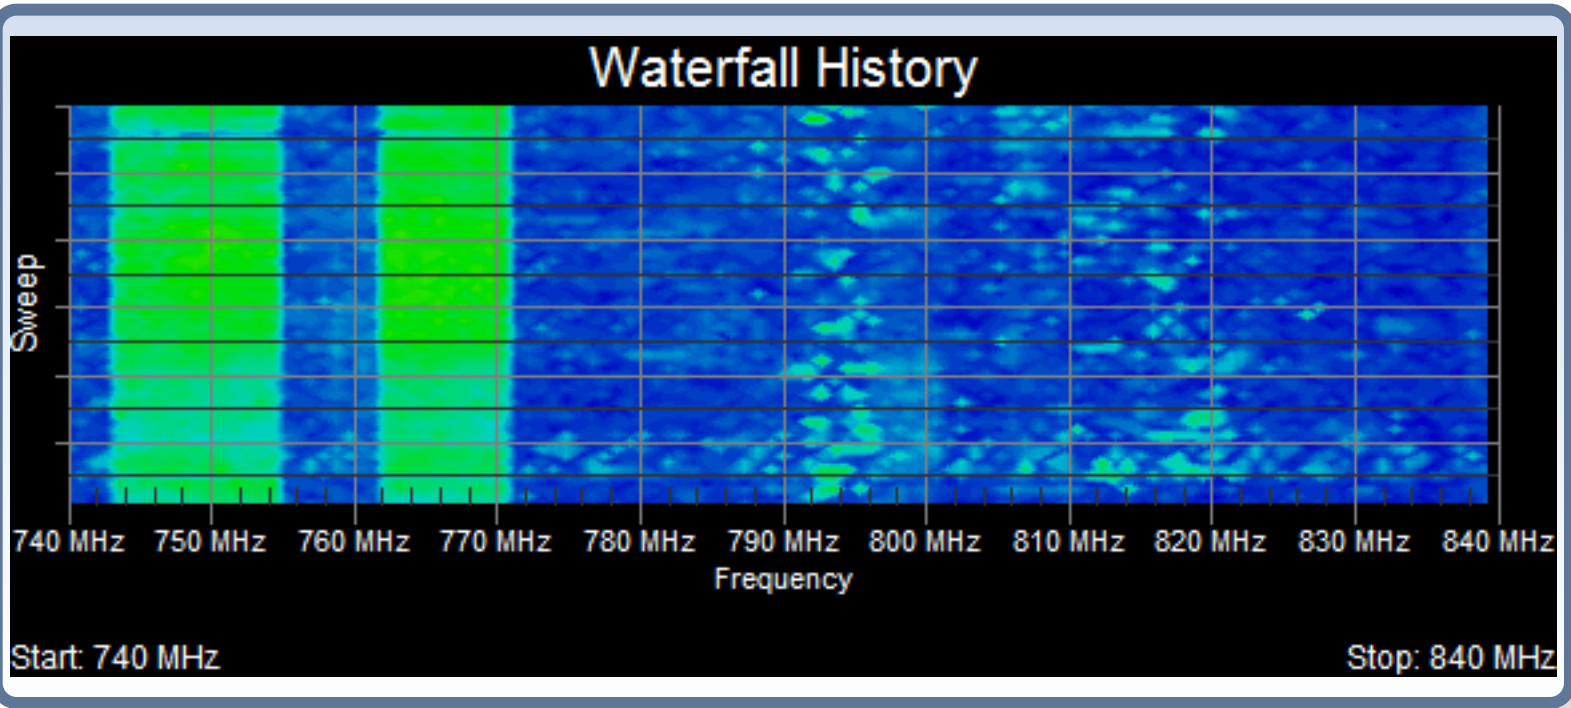 Waterfall History
Sweep
740 MHz 750 MHz 760 MHz 770 MHz 780 MHz 790 MHz 800 MHz 810 MHz 820 MHz 830 MHz 840 MHz
Frequency
Start: 740 MHz Stop: 840 MHz